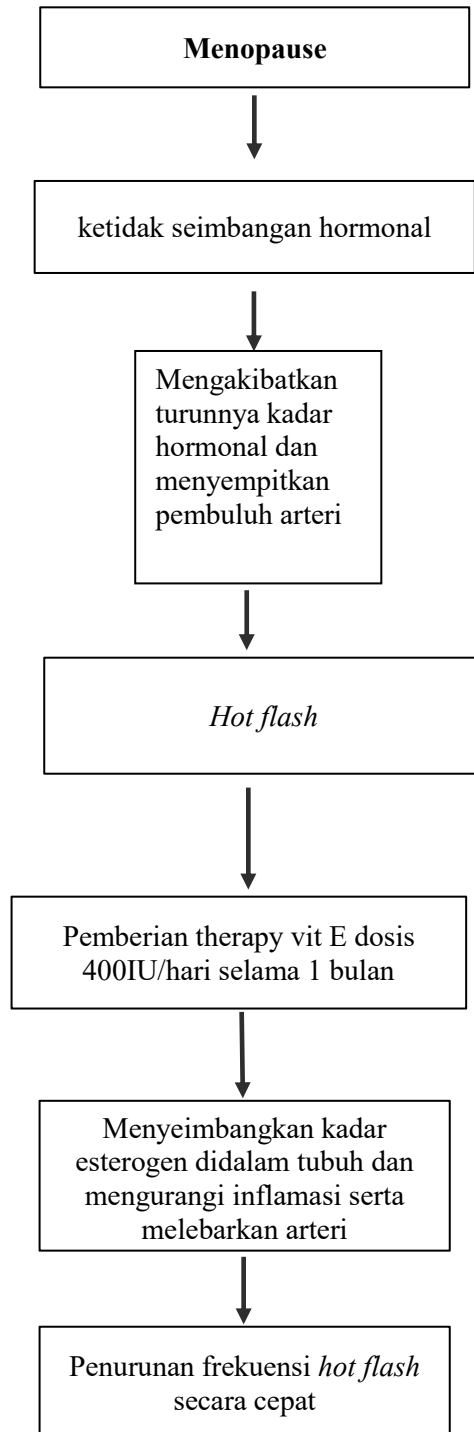 Menopause
ketidak seimbangan hormonal
Mengakibatkan
turunnya kadar
hormonal dan
menyempitkan
pembuluh arteri
Hot flash
Pemberian therapy vit E dosis
400IU/hari selama 1 bulan
Menyeimbangkan kadar
esterogen didalam tubuh dan
mengurangi inflamasi serta
melebarkan arteri
Penurunan frekuensi hot flash
secara cepat